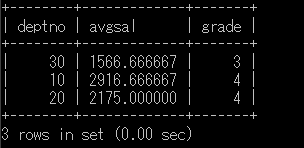 +--------+-------------+-------+
| deptno | avgsal      | grade |
+--------+-------------+-------+
|     30 | 1566.666667 |     3 |
|     10 | 2916.666667 |     4 |
|     20 | 2175.000000 |     4 |
+--------+-------------+-------+
3 rows in set (0.00 sec)